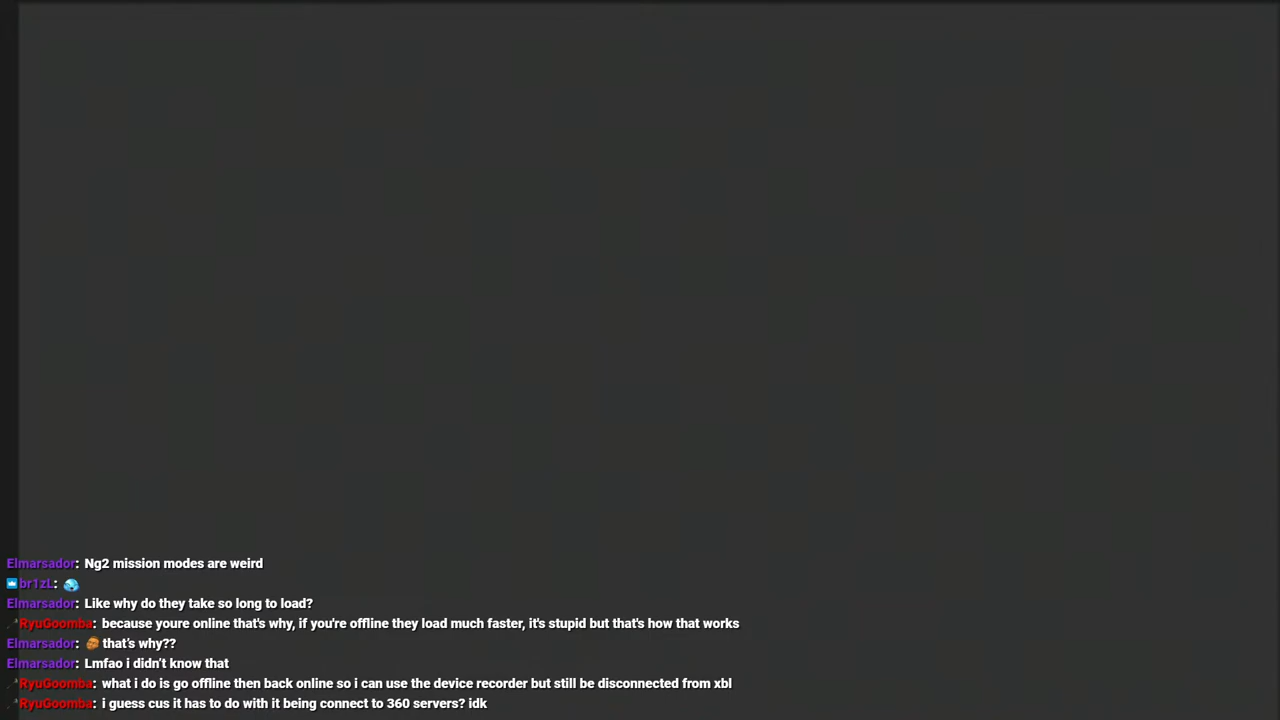 Elmarsador: Ng2 mission modes are weird
br1zL:
Elmarsador: Like why do they take so long to load?
RyuGoomba: because youre online that's why, if you're offline they load much faster, it's stupid but that's how that works
Elmarsador: that's why??
Elmarsador: Lmfao i didn't know that
RyuGoomba: what i do is go offline then back online so i can use the device recorder but still be disconnected from xbl
RyuGoomba: i guess cus it has to do with it being connect to 360 servers? idk